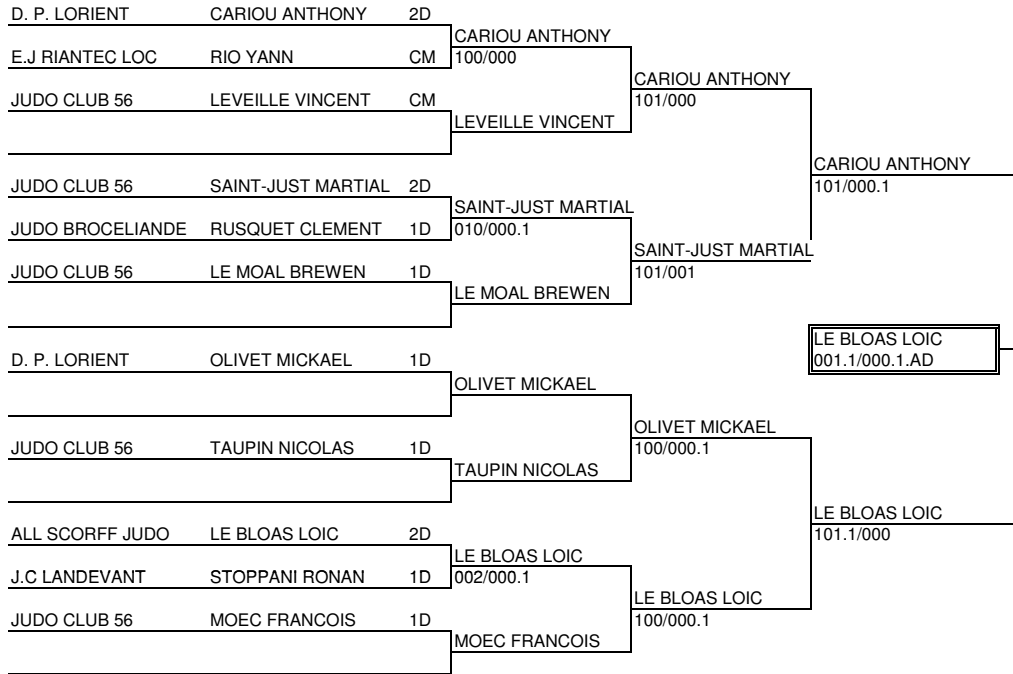 D. P. LORIENT CARIOU ANTHONY 2D
CARIOU ANTHONY
E.J RIANTEC LOC RIO YANN CM 100/000
CARIOU ANTHONY
JUDO CLUB 56 LEVEILLE VINCENT CM 101/000
LEVEILLE VINCENT
CARIOU ANTHONY
JUDO CLUB 56 SAINT-JUST MARTIAL 2D 101/000.1
SAINT-JUST MARTIAL
JUDO BROCELIANDE RUSQUET CLEMENT 1D 010/000.1
SAINT-JUST MARTIAL
JUDO CLUB 56 LE MOAL BREWEN 1D 101/001
LE MOAL BREWEN
LE BLOAS LOIC
D. P. LORIENT OLIVET MICKAEL 1D 001.1/000.1.AD
OLIVET MICKAEL
OLIVET MICKAEL
JUDO CLUB 56 TAUPIN NICOLAS 1D 100/000.1
TAUPIN NICOLAS
LE BLOAS LOIC
ALL SCORFF JUDO LE BLOAS LOIC 2D 101.1/000
LE BLOAS LOIC
J.C LANDEVANT STOPPANI RONAN 1D 002/000.1
LE BLOAS LOIC
JUDO CLUB 56 MOEC FRANCOIS 1D 100/000.1
MOEC FRANCOIS